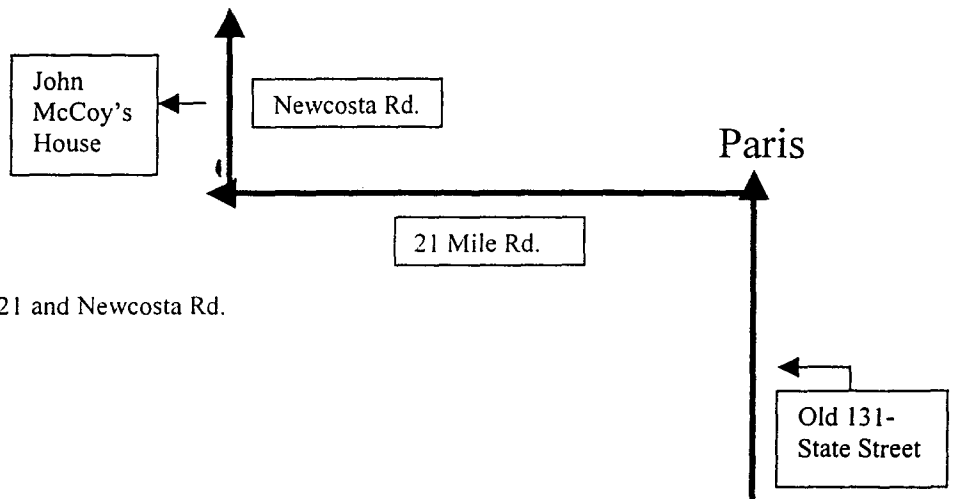 John
McCoy's
House
Newcosta Rd.
Paris
21 Mile Rd.
21 and Newcosta Rd.
Old 131-
State Street